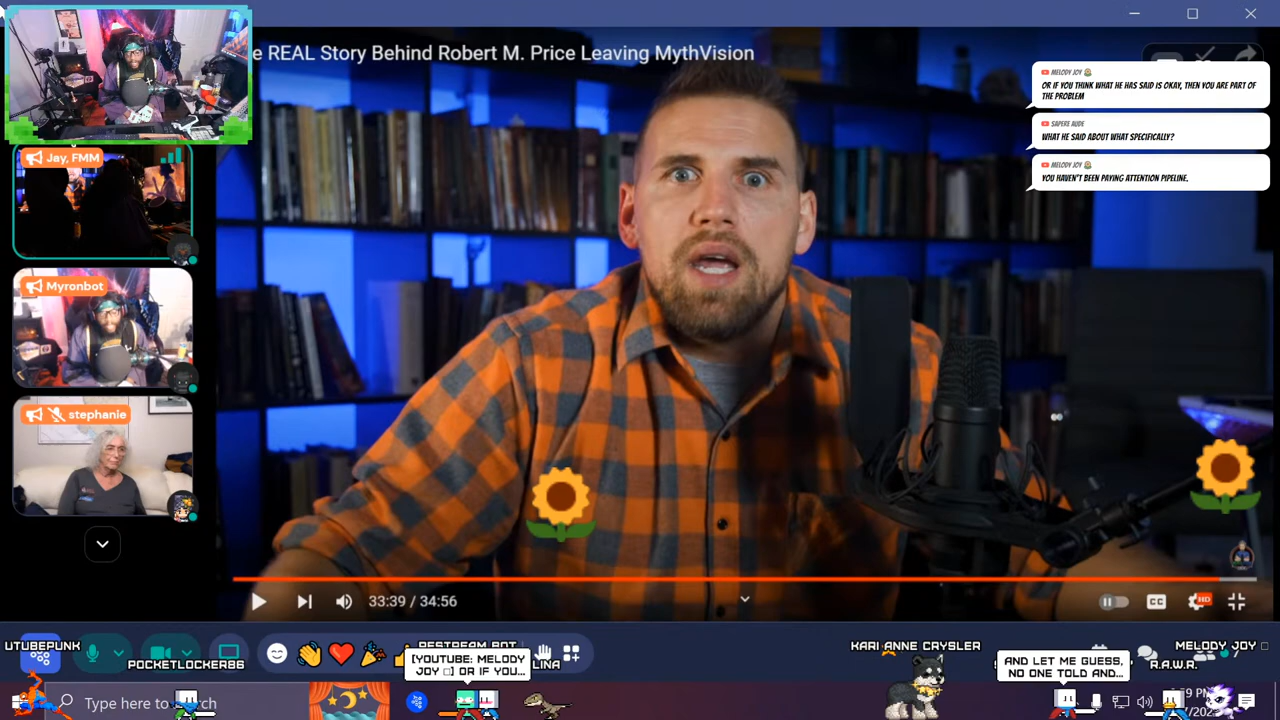 e REAL Story Behind Robert M. Price Leaving MythVision
MELODY JOY
OR IF YOU THINK WHAT HE HAS SAID IS OKAY, THEN YOU ARE PART OF
THE PROBLEM
SAPERE AUDE
WHAT HE SAID ABOUT WHAT SPECIFICALLY?
MELODY JOY
YOU HAVEN'T BEEN PAYING ATTENTION PIPELINE.
Jay, FMM
Myronbot
stephanie
33:39 / 34:56
CC
HD
UTUBEPUNK
POCKETLOCKER86
RESTREAM BOT
LINA
[YOUTUBE: MELODY
JOY □] OR IF YOU...
KARI ANNE CRYSLER
MELODY JOY □
R.A.W.R.
AND LET ME GUESS,
NO ONE TOLD AND...
Type here to search